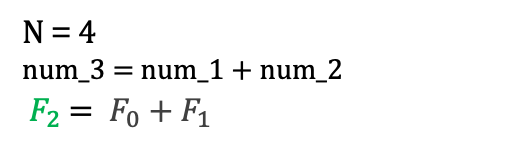 N = 4
num_3 = num_1 + num_2
F₂ = F₀ + F₁